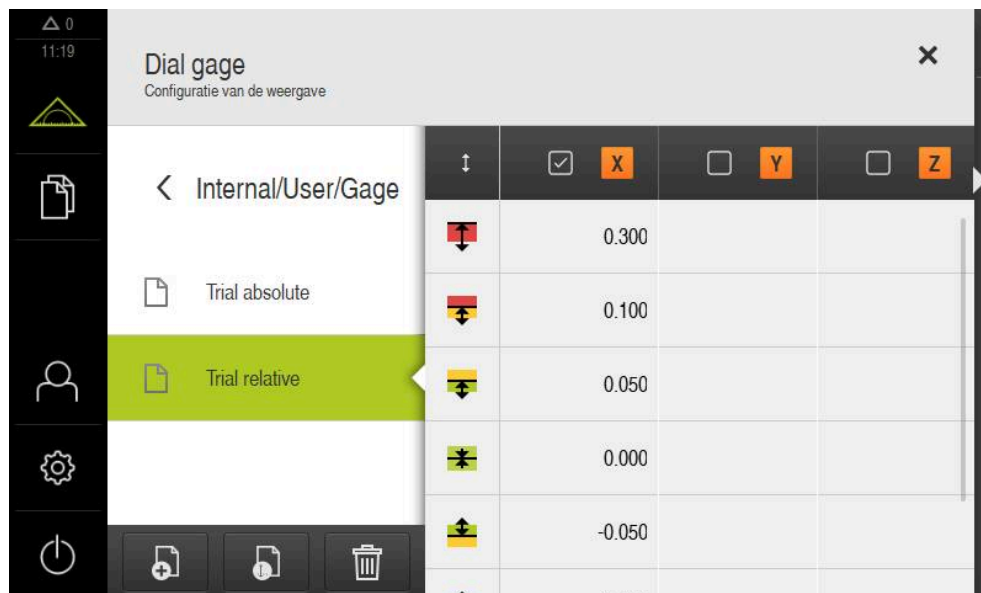 0
11:19
Dial gage
Configuratie van de weergave
Internal/User/Gage
X
Y
Z
0.300
Trial absolute
0.100
Trial relative
0.050
0.000
-0.050